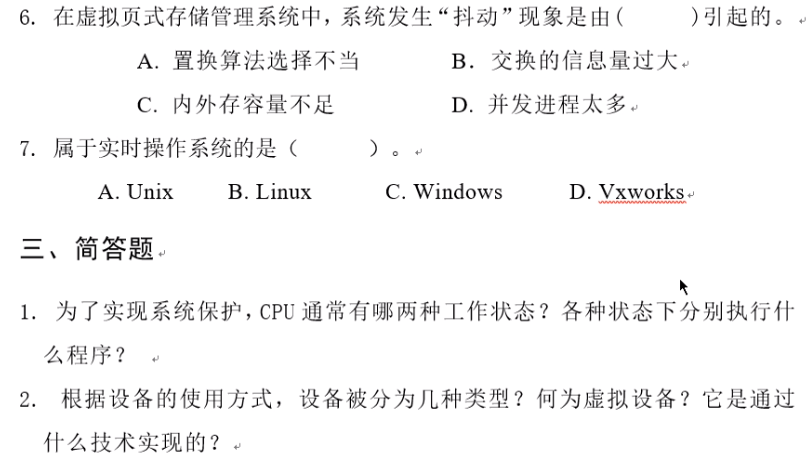 6. 在虚拟页式存储管理系统中，系统发生“抖动”现象是由( )引起的。
A. 置换算法选择不当 B. 交换的信息量过大
C. 内外存容量不足 D. 并发进程太多
7. 属于实时操作系统的是（ ）。
A. Unix B. Linux C. Windows D. Vxworks
三、简答题
1. 为了实现系统保护，CPU 通常有哪两种工作状态？各种状态下分别执行什
么程序？
2. 根据设备的使用方式，设备被分为几种类型？何为虚拟设备？它是通过
什么技术实现的？